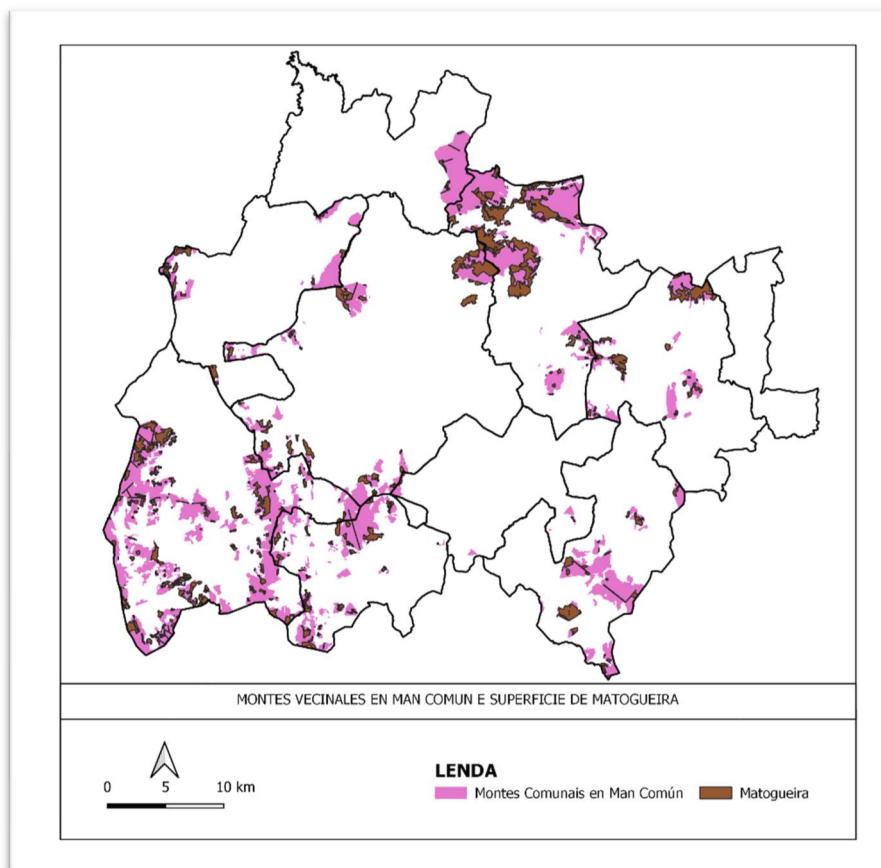 MONTES VECINALES EN MAN COMUN E SUPERFICIE DE MATOGUEIRA
LENDA
0 5 10 km
Montes Comunais en Man Común Matogueira